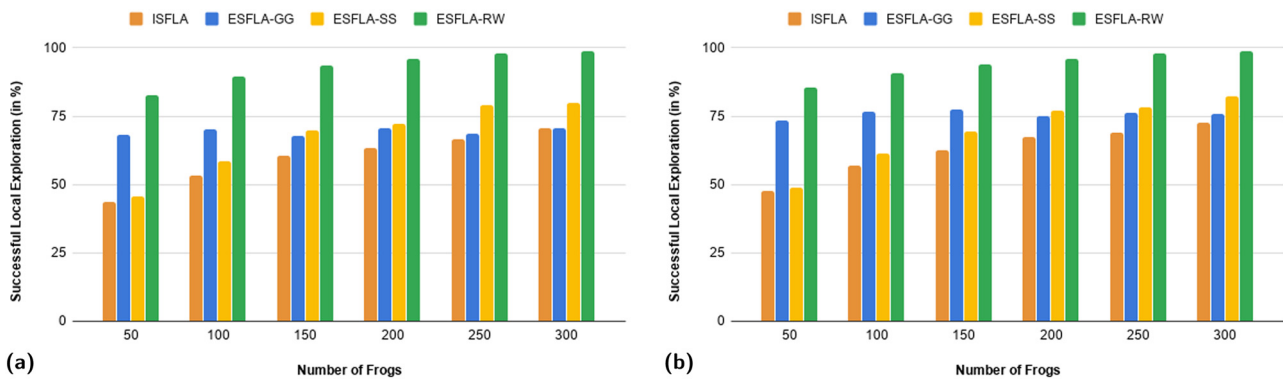 ISFLA ESFLA-GG ESFLA-SS ESFLA-RW
100
75
50
25
0
Successful Local Exploration (in %)
50 100 150 200 250 300
Number of Frogs
(a)
ISFLA ESFLA-GG ESFLA-SS ESFLA-RW
100
75
50
25
0
Successful Local Exploration (in %)
50 100 150 200 250 300
Number of Frogs
(b)